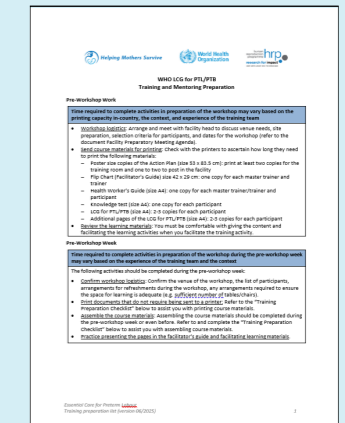 Helping Mothers Survive
World Health
Organization
hrp
research for impact
WHO LCG for PTL/PTB
Training and Mentoring Preparation
Pre-Workshop Work
Time required to complete activities in preparation of the workshop may vary based on the
printing capacity in-country, the context, and experience of the training team
• Workshop logistics: Arrange and meet with facility head to discuss venue needs, site
preparation, selection criteria for participants, and dates for the workshop (refer to the
document Facility Preparatory Meeting Agenda).
• Send course materials for printing: Check with the printers to ascertain how long they need
to print the following materials:
– Poster size copies of the Action Plan (size 53 x 83.5 cm): print at least two copies for the
training room and one to two to post in the facility
– Flip Chart (Facilitator's Guide) size 42 x 29 cm: one copy for each master trainer and
trainer
– Health Worker's Guide (size A4): one copy for each master trainer/trainer and
participant
– Knowledge test (size A4): one copy for each participant
– LCG for PTL/PTB (size A4): 2-3 copies for each participant
– Additional pages of the LCG for PTL/PTB (size A4): 2-3 copies for each participant
• Review the learning materials: You must be comfortable with giving the content and
facilitating the learning activities when you facilitate the training activity.
Pre-Workshop Week
Time required to complete activities in preparation of the workshop during the pre-workshop week
may vary based on the experience of the training team and the context
The following activities should be completed during the pre-workshop week:
• Confirm workshop logistics: Confirm the venue of the workshop, the list of participants,
arrangements for refreshments during the workshop, any arrangements required to ensure
the space for learning is adequate (e.g. sufficient number of tables/chairs).
• Print documents that do not require being sent to a printer: Refer to the "Training
Preparation Checklist" below to assist you with printing course materials.
• Assemble the course materials: Assembling the course materials should be completed during
the pre-workshop week or even before. Refer to end complete the "Training Preparation
Checklist" below to assist you with assembling course materials.
• Practice presenting the pages in the facilitator's guide and facilitating learning materials.
Essential Care for Preterm Labour
Training preparation list (version 06/2025)
1